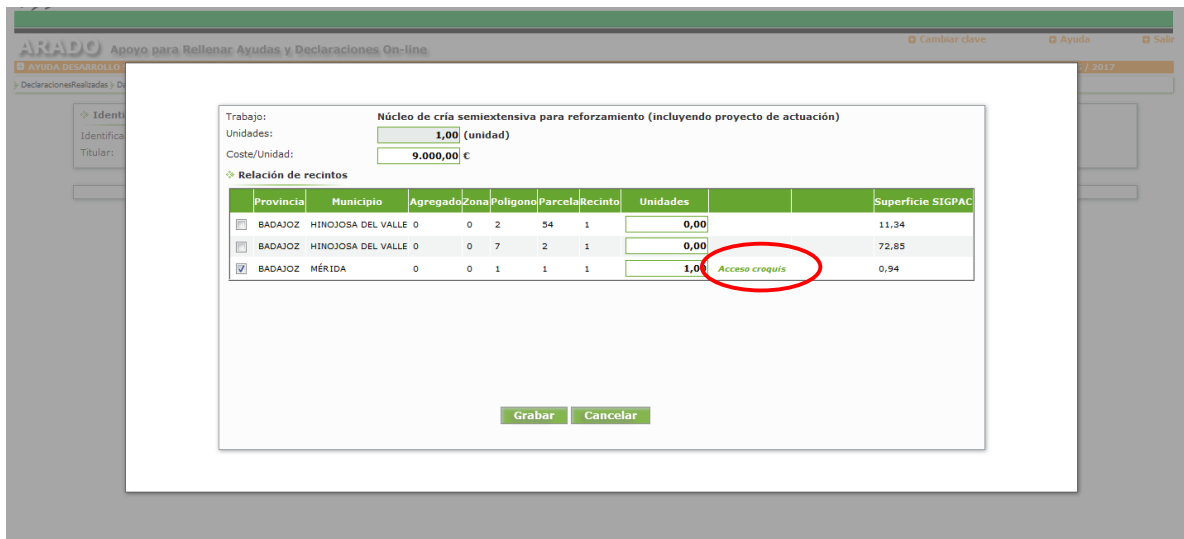 ARADO Apoyo para Rellenar Ayudas y Declaraciones On-line
Cambiar clave Ayuda Salir
AYUDA DESARROLLO / 2017
DeclaracionesRealizadas
Identi
Identifica
Titular:
Trabajo: Núcleo de cría semiextensiva para reforzamiento (incluyendo proyecto de actuación)
Unidades: 1,00 (unidad)
Coste/Unidad: 9.000,00 €
Relación de recintos
Provincia Municipio Agregado Zona Poligono Parcela Recinto Unidades Superficie SIGPAC
BADAJOZ HINOJOSA DEL VALLE 0 0 2 54 1 0,00 11,34
BADAJOZ HINOJOSA DEL VALLE 0 0 7 2 1 0,00 72,85
BADAJOZ MÉRIDA 0 0 1 1 1 1,00 Acceso croquis 0,94
Grabar Cancelar